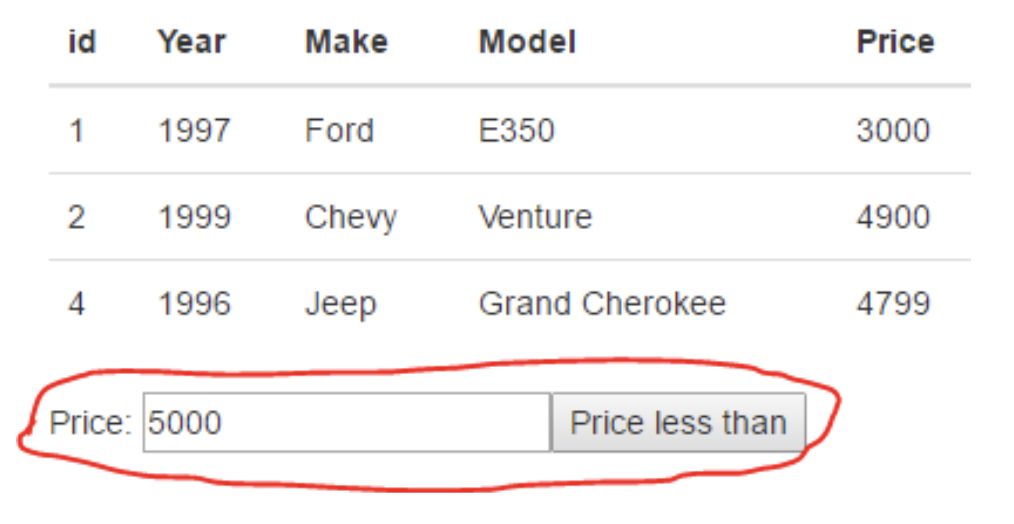 id Year Make Model Price
1 1997 Ford E350 3000
2 1999 Chevy Venture 4900
4 1996 Jeep Grand Cherokee 4799
Price: 5000 Price less than